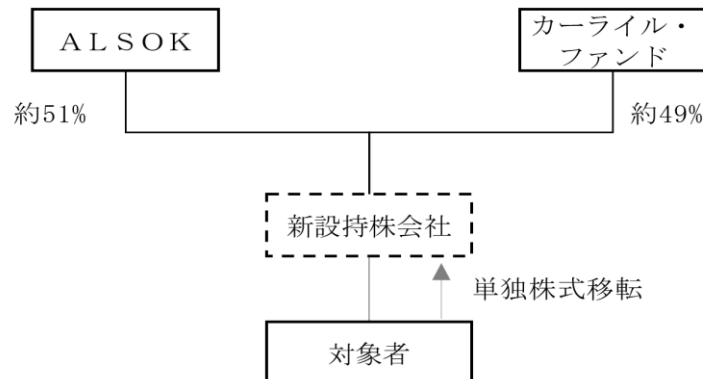 ＡＬＳＯＫ
カーライル・
ファンド
約51%
約49%
新設持株会社
単独株式移転
対象者